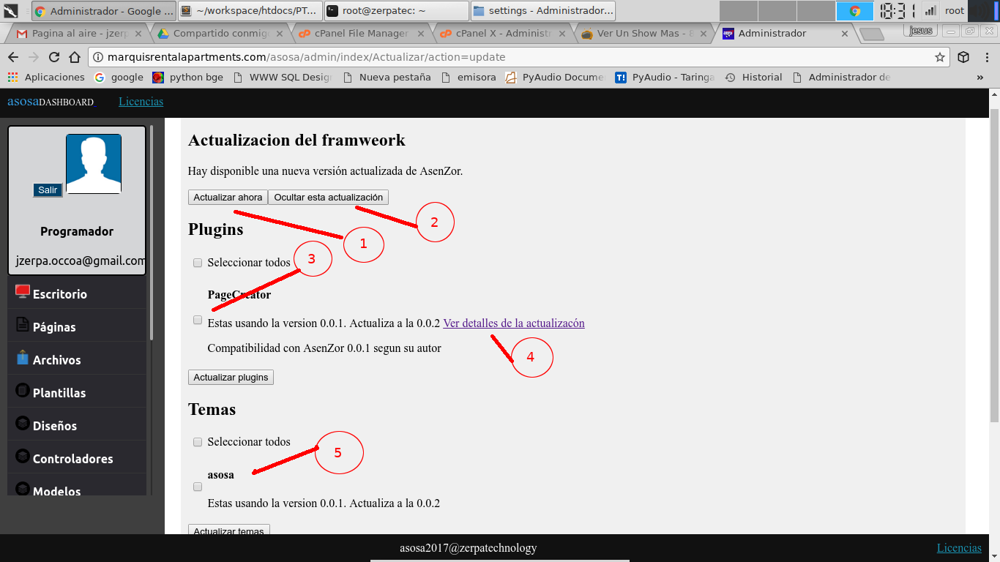 Administrador - Google ...
~/workspace/htdocs/PT...
root@zerpatec: ~
settings - Administrador...
18:31
root
Pagina al aire - jzerp
Compartido conmig
cPanel File Manager
cPanel X - Administr
Ver Un Show Mas - 8
Administrador
jesus
marquisrentalapartments.com/asosa/admin/index/Actualizar/action=update
Aplicaciones
google
python bge
WWW SQL Desig
Nueva pestaña
emisora
PyAudio Docume
PyAudio - Taringa
Historial
Administrador de
»
asosaDASHBOARD
Licencias
Salir
Programador
jzerpa.occoa@gmail.com
Escritorio
Páginas
Archivos
Plantillas
Diseños
Controladores
Modelos
Actualizacion del framweork
Hay disponible una nueva versión actualizada de AsenZor.
Actualizar ahora
Ocultar esta actualización
2
Plugins
1
Seleccionar todos
3
PageCreator
Estas usando la version 0.0.1. Actualiza a la 0.0.2 Ver detalles de la actualizacón
Compatibilidad con AsenZor 0.0.1 segun su autor
4
Actualizar plugins
Temas
Seleccionar todos
5
asosa
Estas usando la version 0.0.1. Actualiza a la 0.0.2
Actualizar temas
asosa2017@zerpatechnology
Licencias